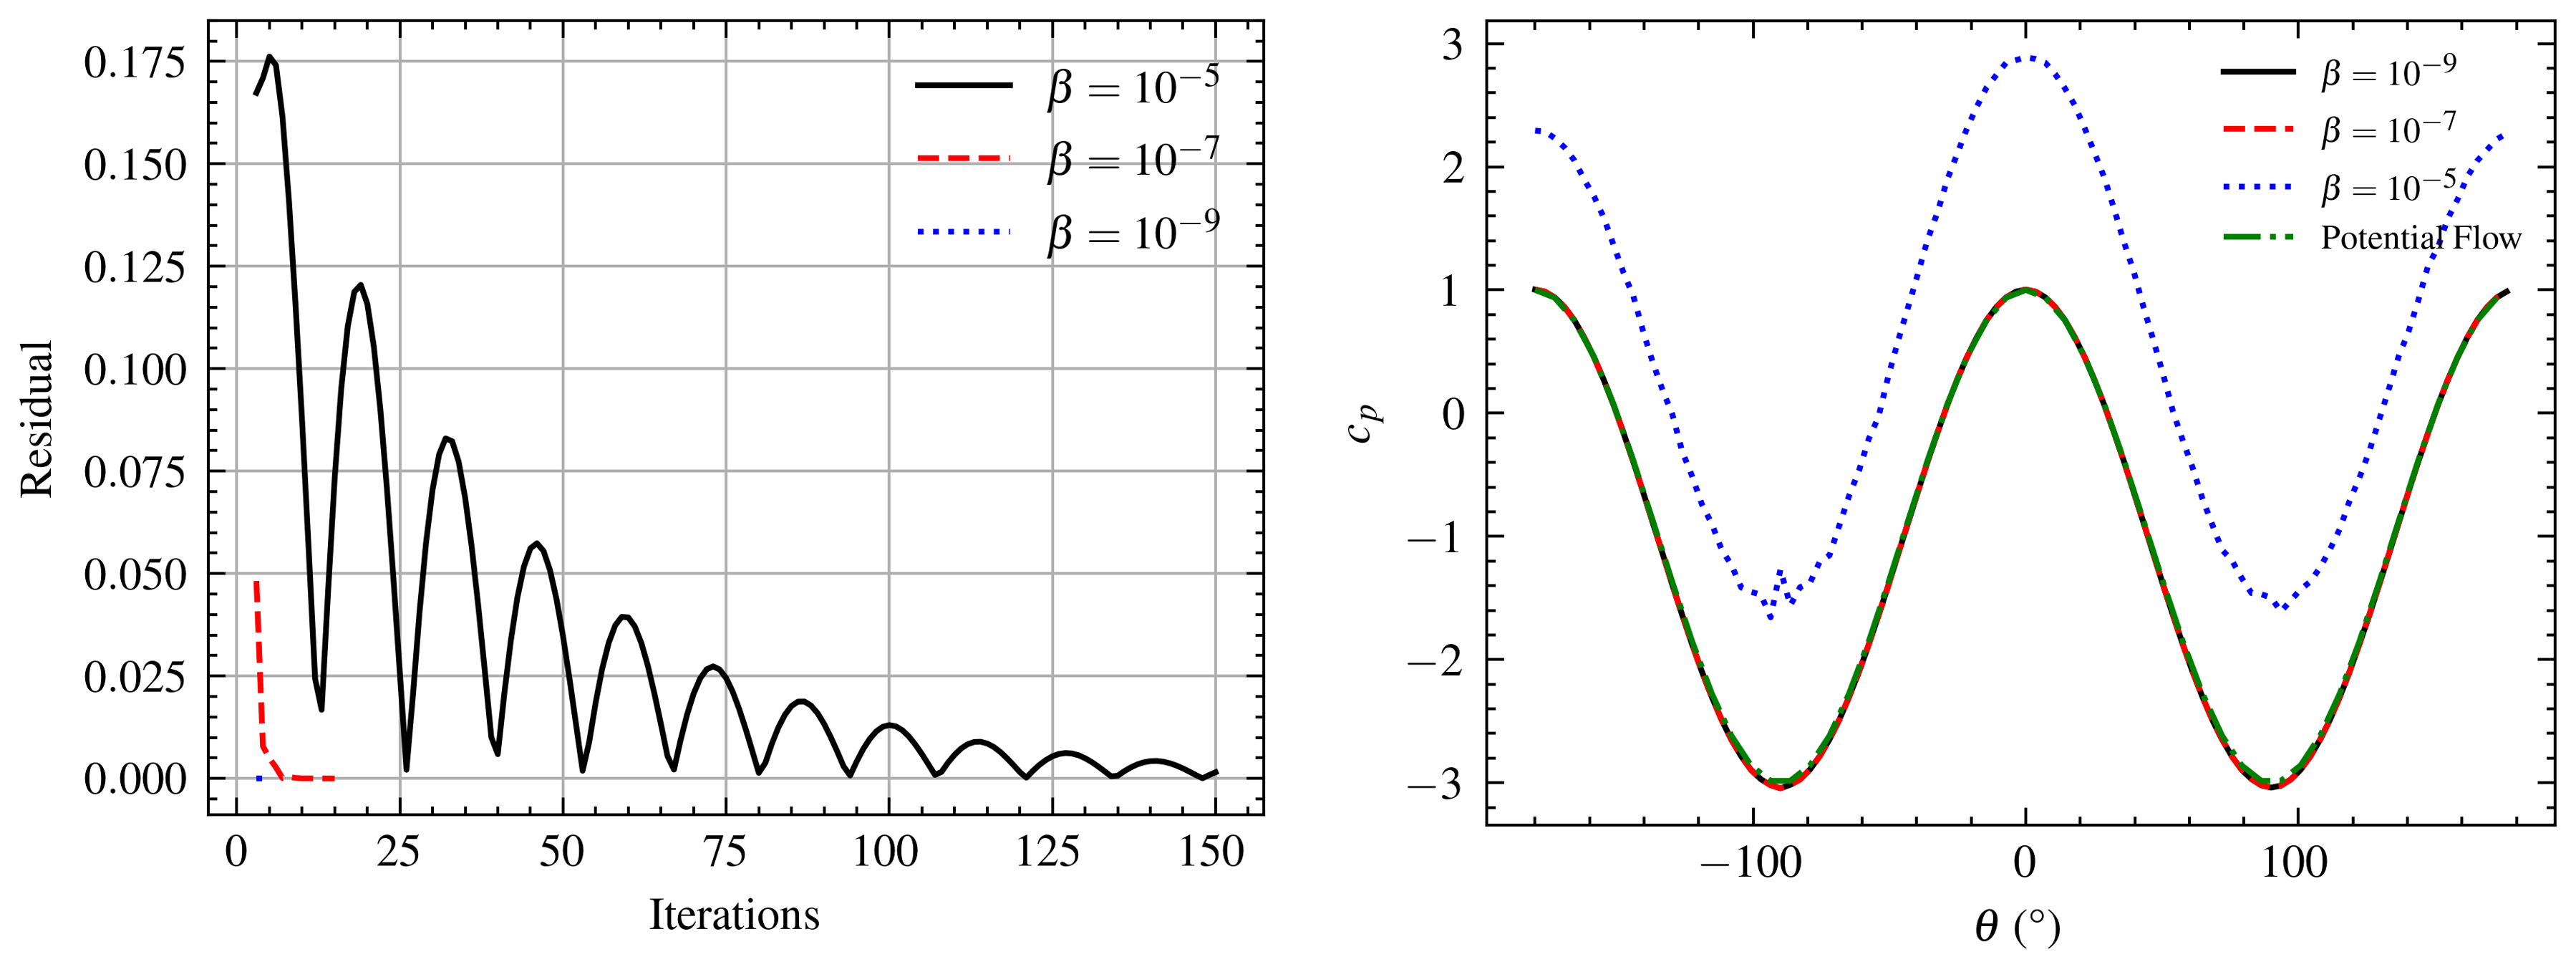 0.175
0.150
0.125
0.100
0.075
0.050
0.025
0.000
Residual
0 25 50 75 100 125 150
Iterations
β = 10⁻⁵
β = 10⁻⁷
β = 10⁻⁹
3
2
1
0
−1
−2
−3
cₚ
−100 0 100
θ (°)
β = 10⁻⁹
β = 10⁻⁷
β = 10⁻⁵
Potential Flow